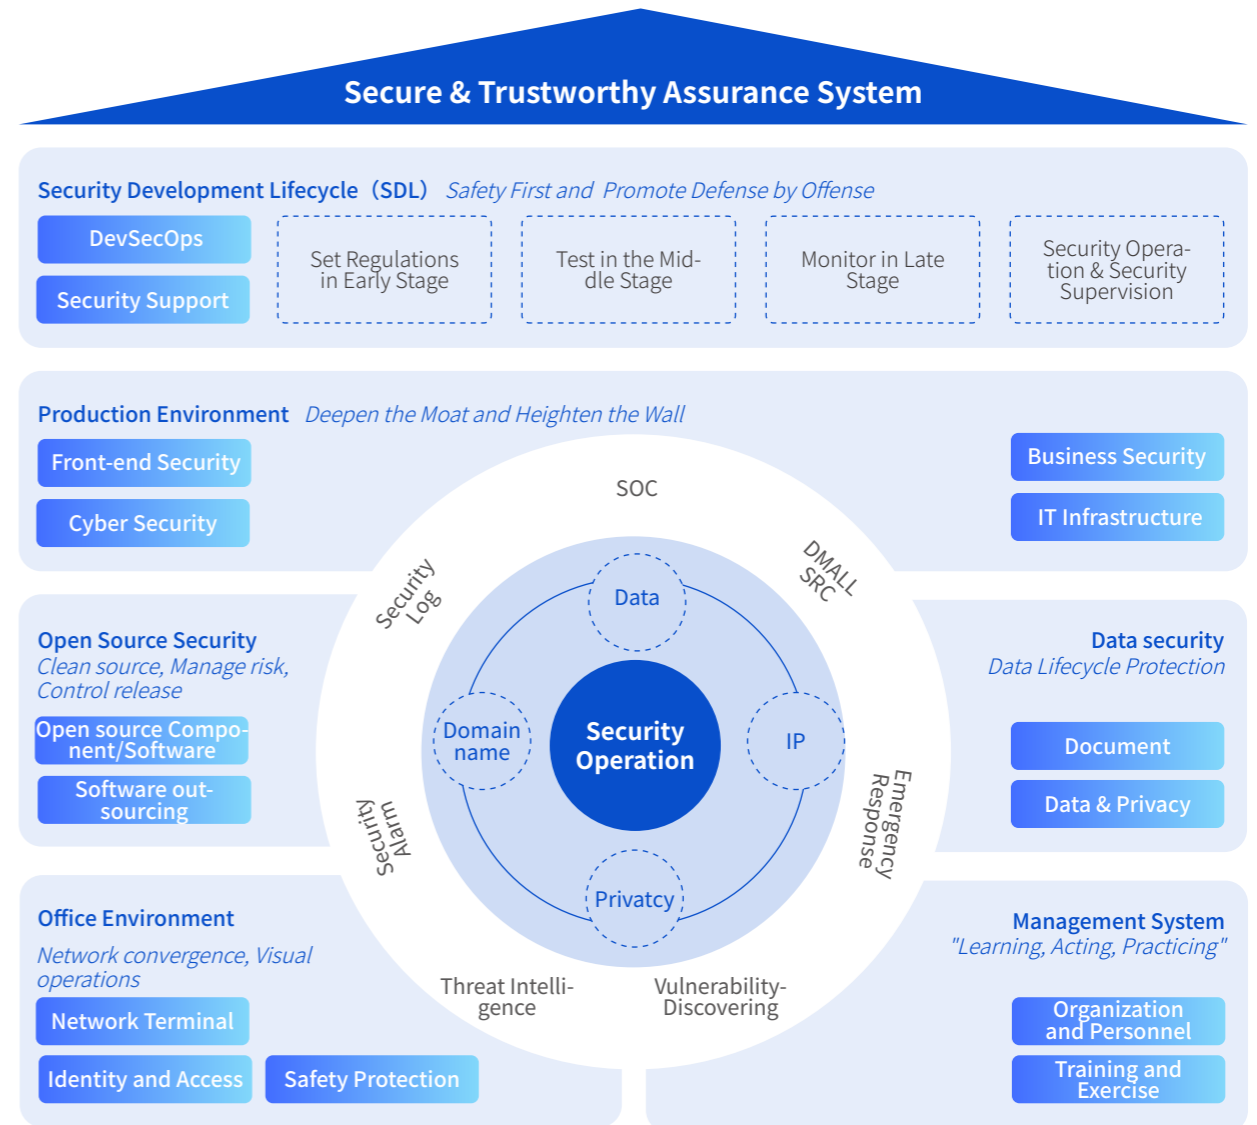 Secure & Trustworthy Assurance System
Security Development Lifecycle（SDL） Safety First and Promote Defense by Offense
DevSecOps
Security Support
Set Regulations
in Early Stage
Test in the Mid-
dle Stage
Monitor in Late
Stage
Security Opera-
tion & Security
Supervision
Production Environment Deepen the Moat and Heighten the Wall
Front-end Security
Cyber Security
Business Security
IT Infrastructure
SOC
DMALL
SRC
Security
Log
Data
Domain
name
Security
Operation
IP
Privatcy
Security
Alarm
Emergency
Response
Threat Intelli-
gence
Vulnerability-
Discovering
Open Source Security
Clean source, Manage risk,
Control release
Open source Compo-
nent/Software
Software out-
sourcing
Data security
Data Lifecycle Protection
Document
Data & Privacy
Office Environment
Network convergence, Visual
operations
Network Terminal
Identity and Access
Safety Protection
Management System
"Learning, Acting, Practicing"
Organization
and Personnel
Training and
Exercise